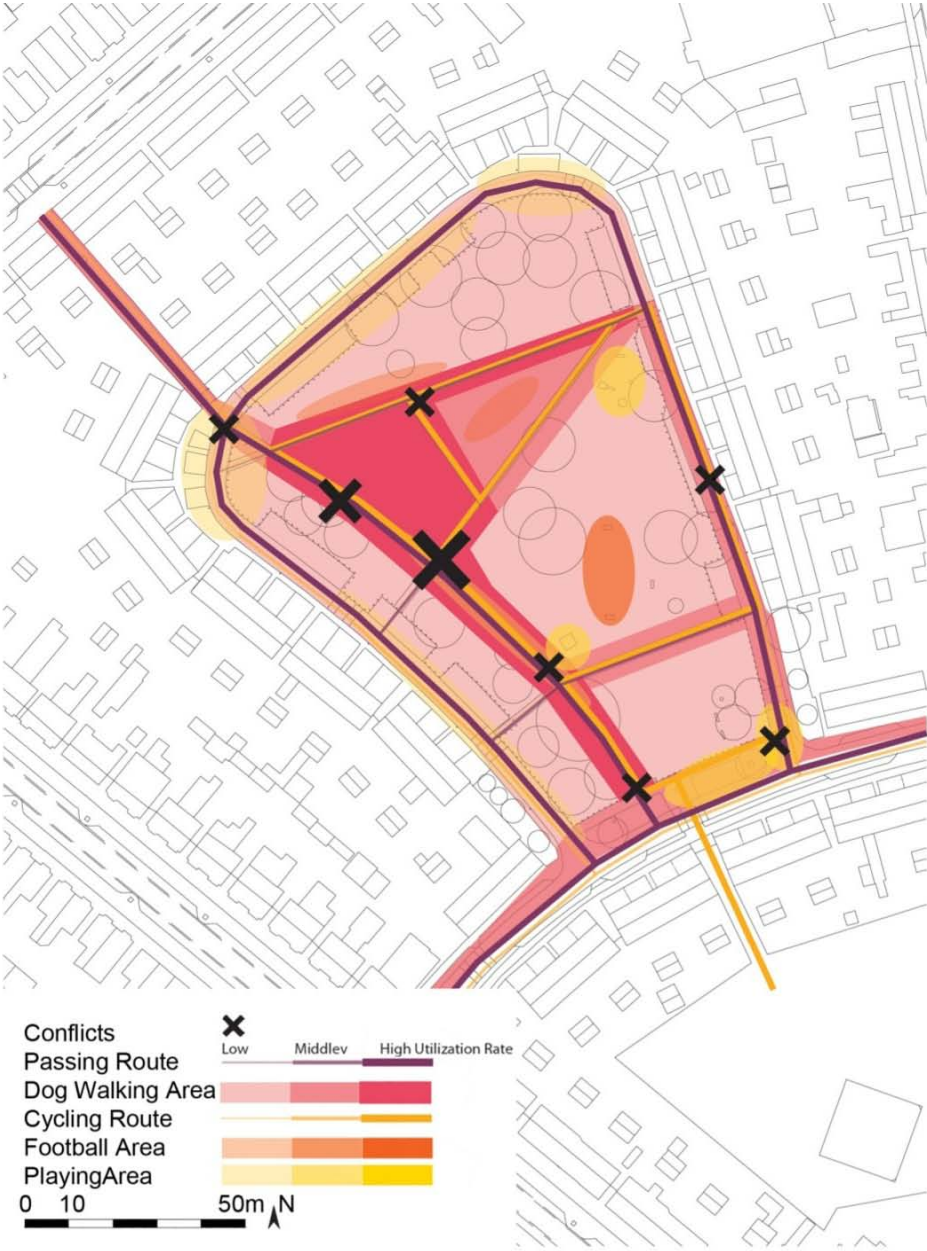 Conflicts
Low Middlev High Utilization Rate
Passing Route
Dog Walking Area
Cycling Route
Football Area
PlayingArea
0 10 50m N